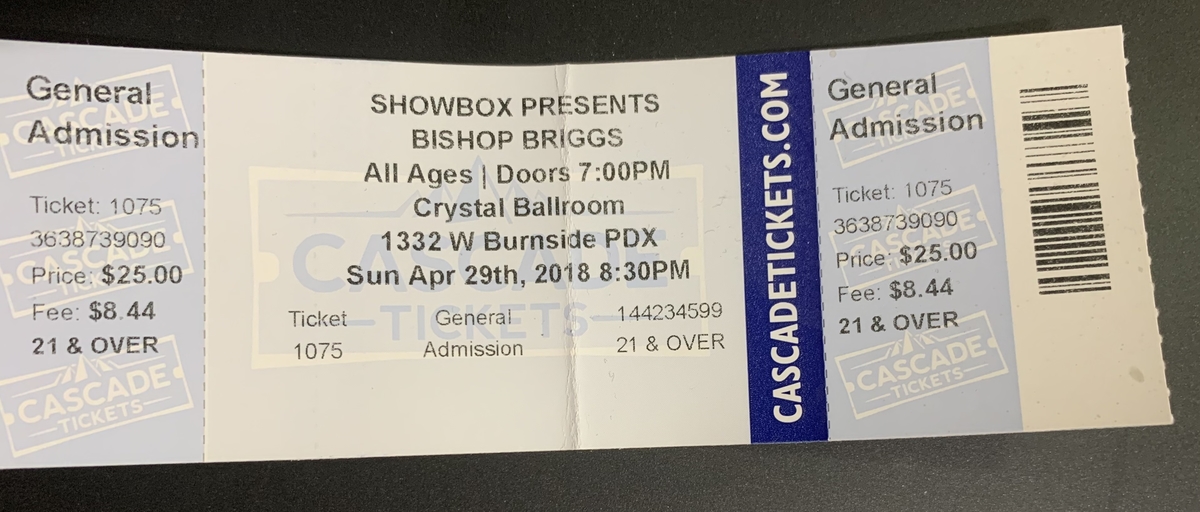 General
Admission
Ticket: 1075
3638739090
Price: $25.00
Fee: $8.44
21 & OVER
CASCADE
TICKETS
SHOWBOX PRESENTS
BISHOP BRIGGS
All Ages | Doors 7:00PM
Crystal Ballroom
1332 W Burnside PDX
Sun Apr 29th, 2018 8:30PM
Ticket General 144234599
1075 Admission 21 & OVER
CASCADE
TICKETS
CASCADETICKETS.COM
General
Admission
Ticket: 1075
3638739090
Price: $25.00
Fee: $8.44
21 & OVER
CASCADE
TICKETS